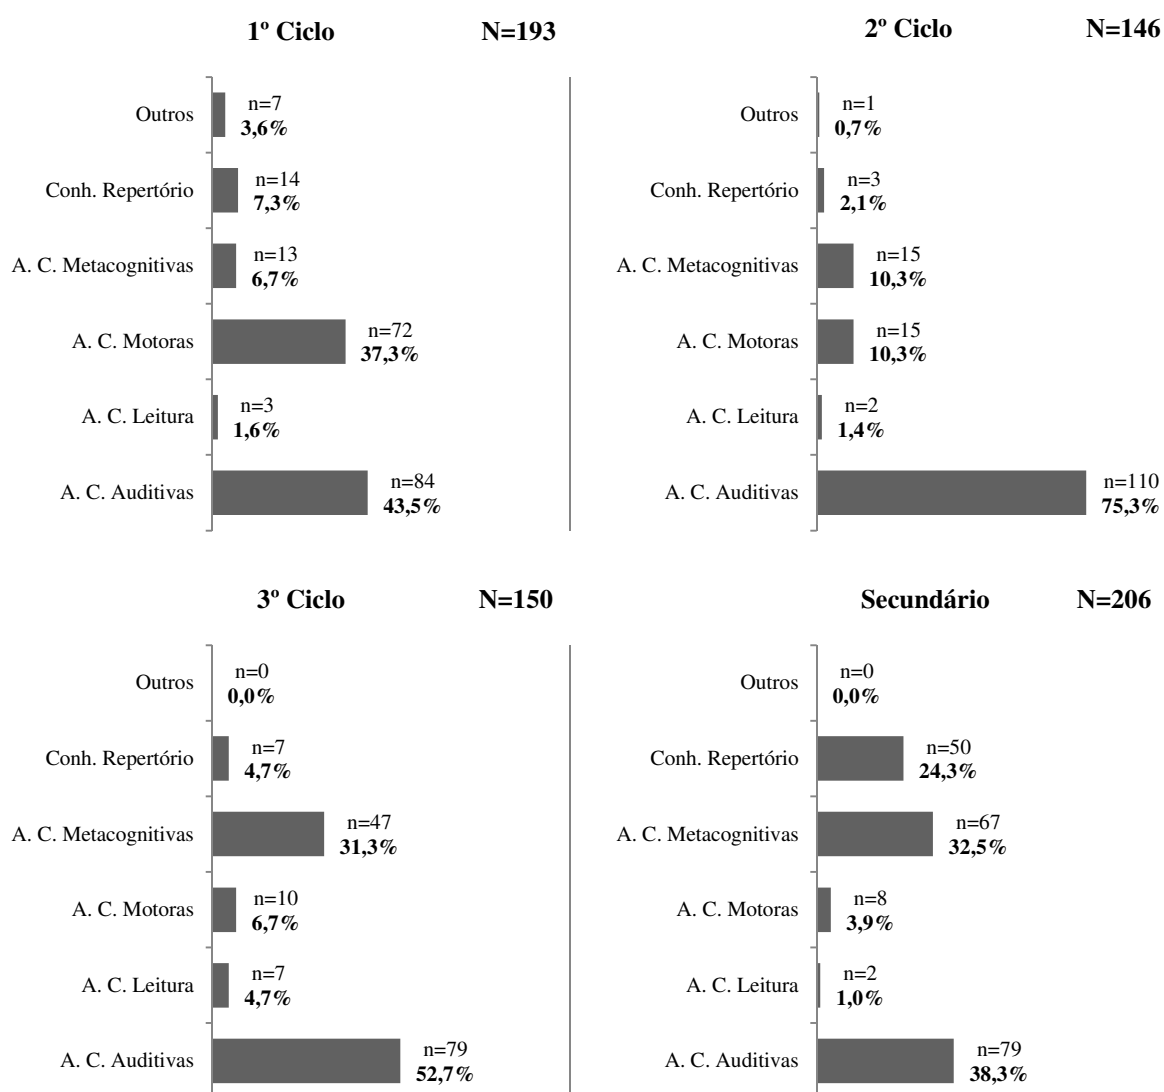 1º Ciclo N=193
Outros n=7
3,6%
Conh. Repertório n=14
7,3%
A. C. Metacognitivas n=13
6,7%
A. C. Motoras n=72
37,3%
A. C. Leitura n=3
1,6%
A. C. Auditivas n=84
43,5%
2º Ciclo N=146
Outros n=1
0,7%
Conh. Repertório n=3
2,1%
A. C. Metacognitivas n=15
10,3%
A. C. Motoras n=15
10,3%
A. C. Leitura n=2
1,4%
A. C. Auditivas n=110
75,3%
3º Ciclo N=150
Outros n=0
0,0%
Conh. Repertório n=7
4,7%
A. C. Metacognitivas n=47
31,3%
A. C. Motoras n=10
6,7%
A. C. Leitura n=7
4,7%
A. C. Auditivas n=79
52,7%
Secundário N=206
Outros n=0
0,0%
Conh. Repertório n=50
24,3%
A. C. Metacognitivas n=67
32,5%
A. C. Motoras n=8
3,9%
A. C. Leitura n=2
1,0%
A. C. Auditivas n=79
38,3%